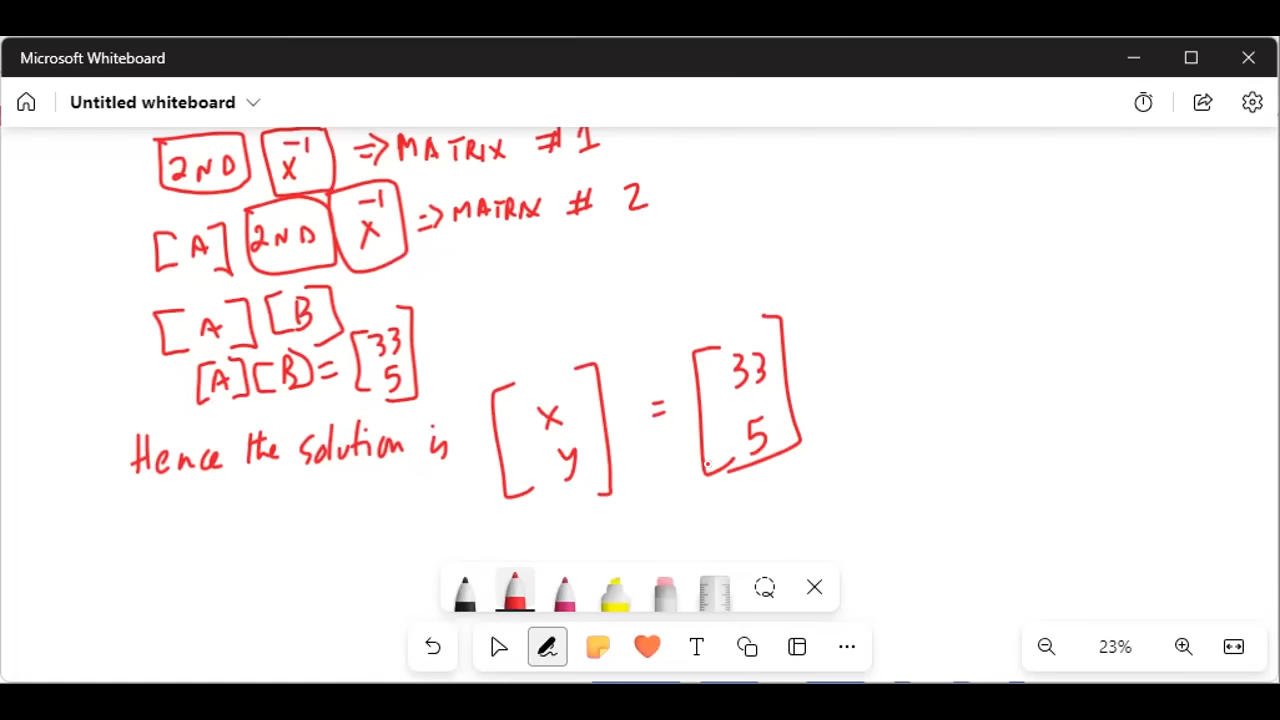 Microsoft Whiteboard
Untitled whiteboard
2ND X⁻¹ => MATRIX # 1
[A] 2ND X⁻¹ => MATRIX # 2
[A] [B]
[A] [B] = [33 5]
Hence the solution is [x y] = [33 5]
23%